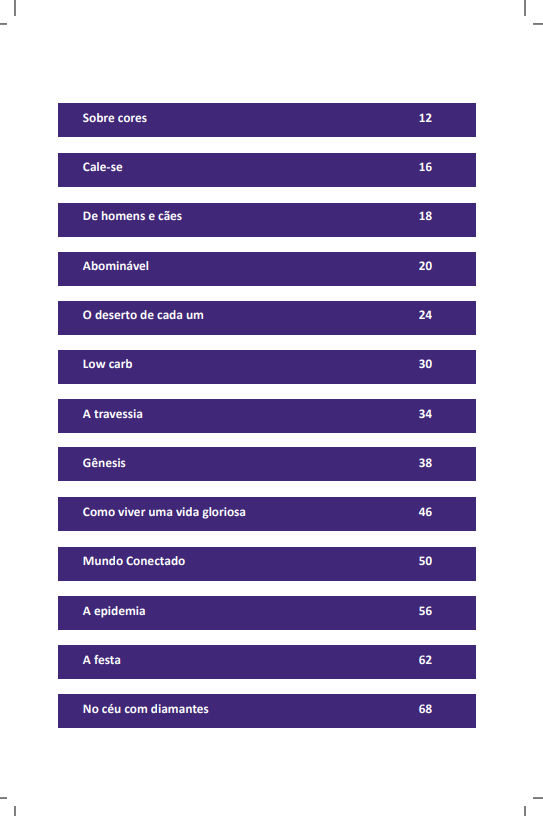 Sobre cores 12
Cale-se 16
De homens e cães 18
Abominável 20
O deserto de cada um 24
Low carb 30
A travessia 34
Gênesis 38
Como viver uma vida gloriosa 46
Mundo Conectado 50
A epidemia 56
A festa 62
No céu com diamantes 68